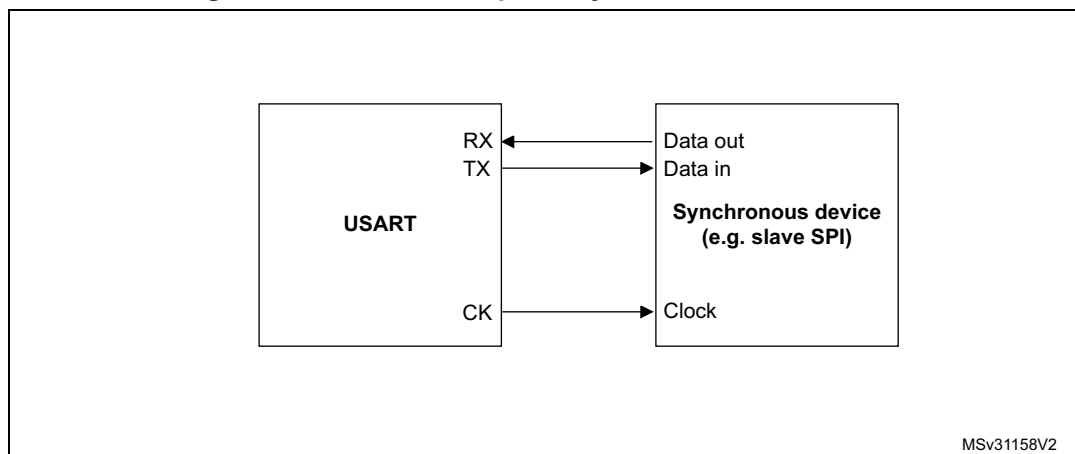 RX
Data out
TX
Data in
USART
Synchronous device
(e.g. slave SPI)
CK
Clock
MSv31158V2